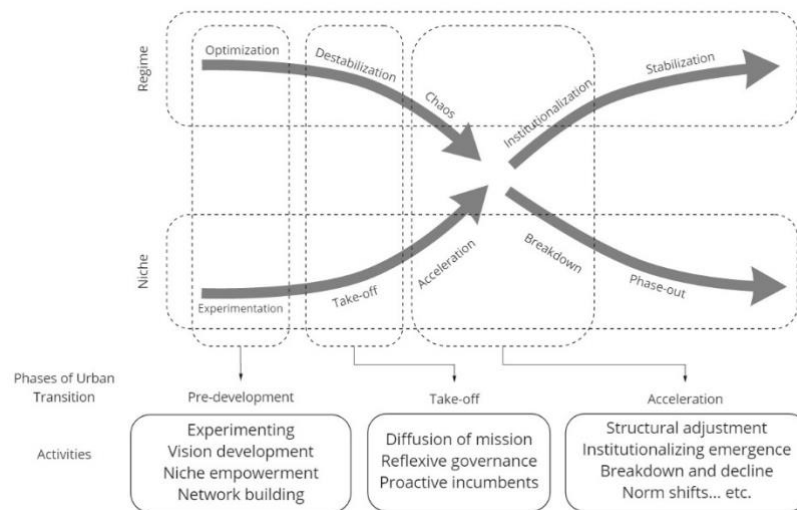 Regime
Optimization
Destabilization
Chaos
Institutionalization
Stabilization
Niche
Experimentation
Take-off
Acceleration
Breakdown
Phase-out
Phases of Urban
Transition
Pre-development
Take-off
Acceleration
Activities
Experimenting
Vision development
Niche empowerment
Network building
Diffusion of mission
Reflexive governance
Proactive incumbents
Structural adjustment
Institutionalizing emergence
Breakdown and decline
Norm shifts... etc.